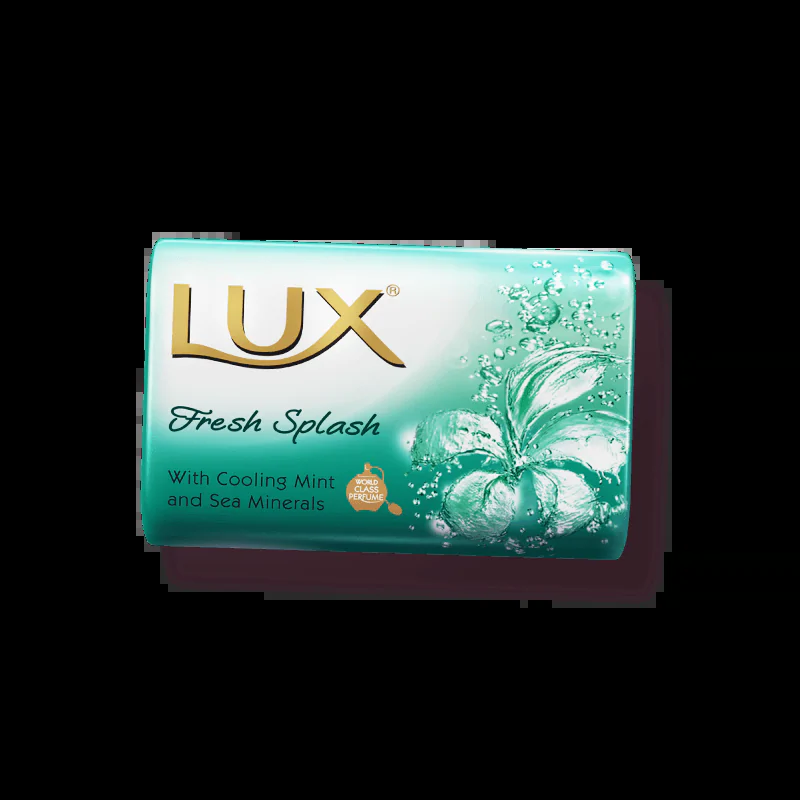 LUX®
Fresh Splash
With Cooling Mint
and Sea Minerals
WORLD
CLASS
PERFUME